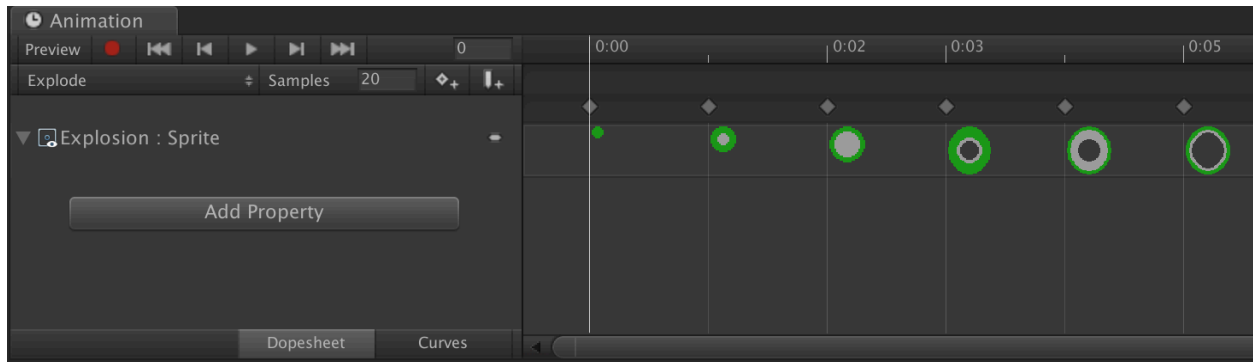 Animation
Preview 0 0:00 0:02 0:03 0:05
Explode Samples 20
Explosion : Sprite
Add Property
Dopesheet Curves